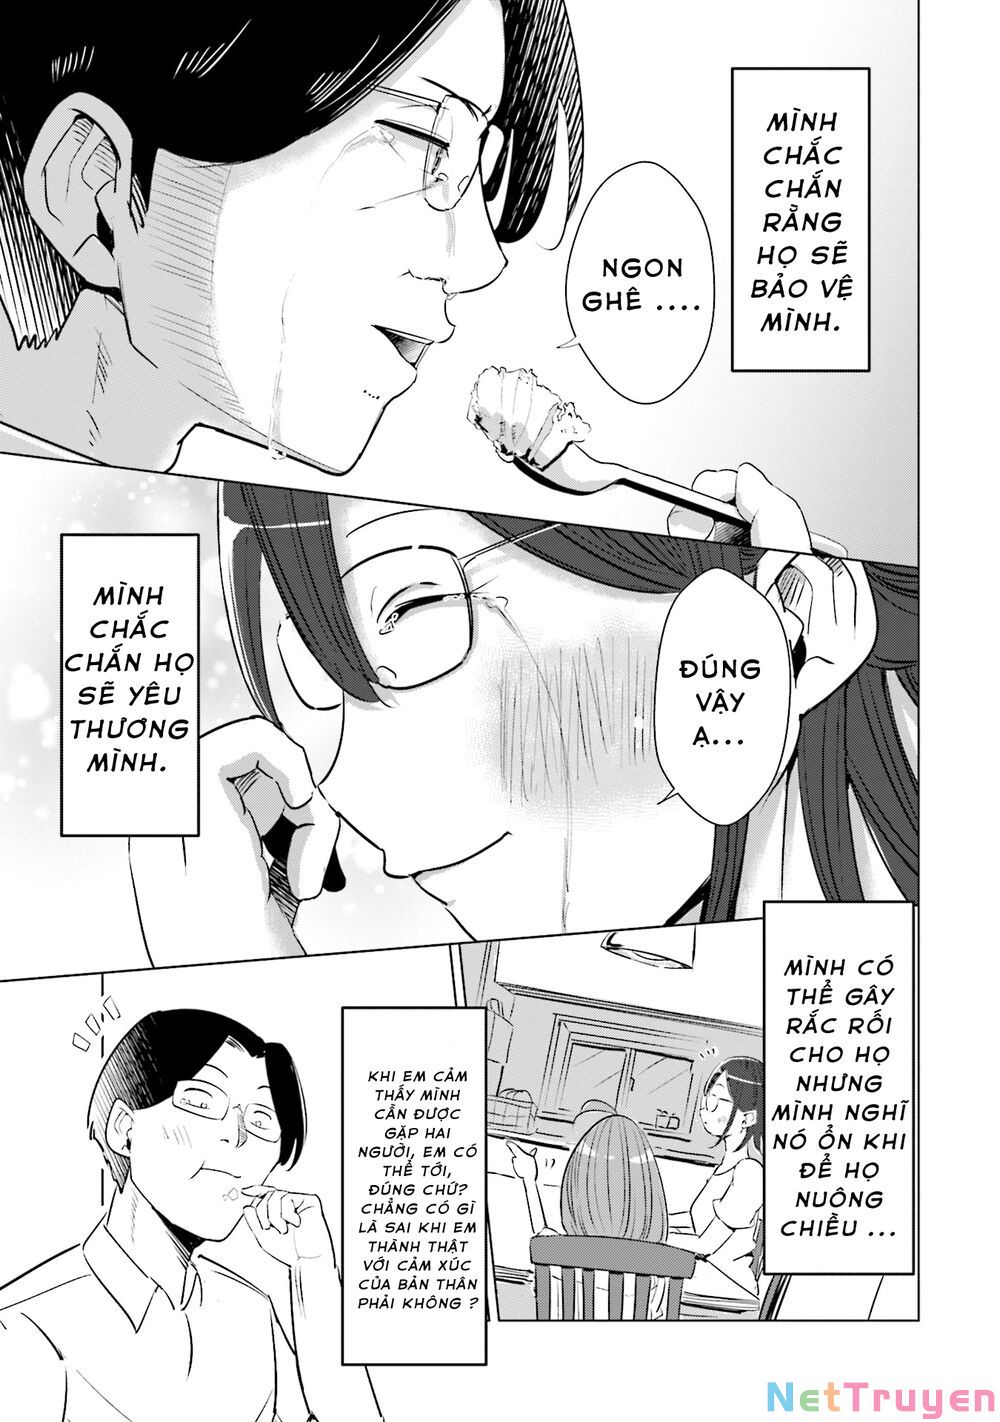 MÌNH
CHẮC
CHẮN
RẰNG
HỌ SẼ
BẢO VỆ
MÌNH.
NGON
GHÊ ....
MÌNH
CHẮC
CHẮN HỌ
SẼ YÊU
THƯƠNG
MÌNH.
ĐÚNG
VẬY
Ạ...
MÌNH CÓ
THỂ GÂY
RẮC RỐI
CHO HỌ
NHƯNG
MÌNH NGHĨ
NÓ ỔN KHI
ĐỂ HỌ
NUÔNG
CHIỀU ...
KHI EM CẢM
THẤY MÌNH
CẦN ĐƯỢC
GẶP HAI
NGƯỜI, EM CÓ
THỂ TỚI,
ĐÚNG CHỨ?
CHẲNG CÓ GÌ
LÀ SAI KHI EM
THÀNH THẬT
VỚI CẢM XÚC
CỦA BẢN THÂN
PHẢI KHÔNG ?
NetTruyen